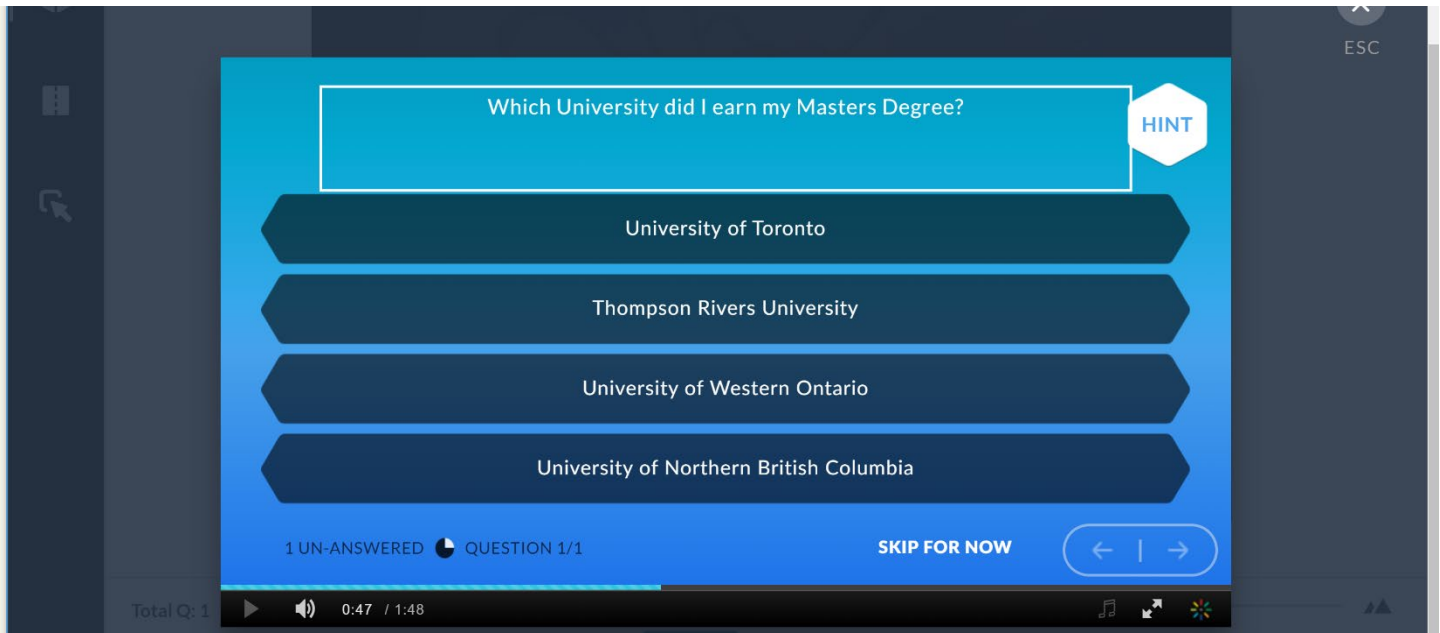 ESC
Which University did I earn my Masters Degree?
HINT
University of Toronto
Thompson Rivers University
University of Western Ontario
University of Northern British Columbia
1 UN-ANSWERED QUESTION 1/1 SKIP FOR NOW
Total Q: 1 0:47 / 1:48